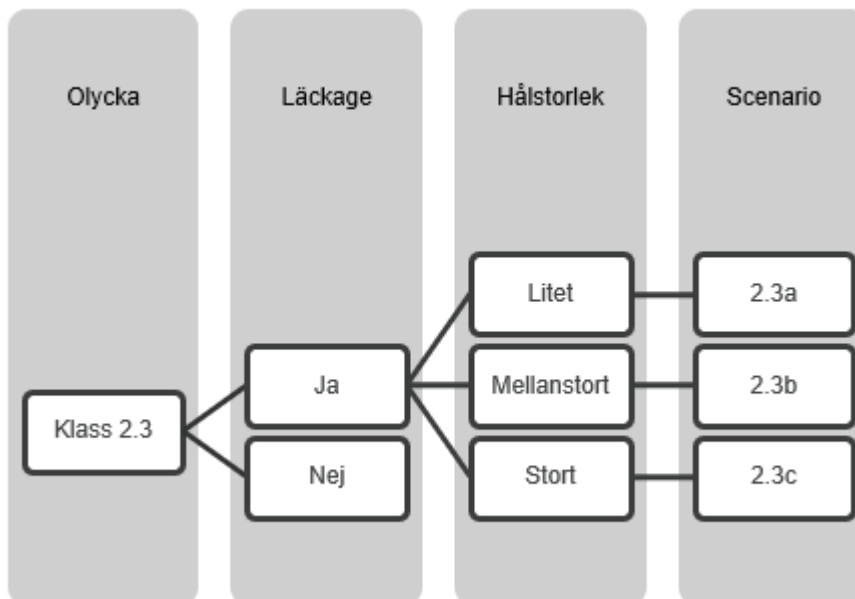 Olycka
Läckage
Hålstorlek
Scenario
Litet
2.3a
Ja
Mellanstort
2.3b
Klass 2.3
Nej
Stort
2.3c